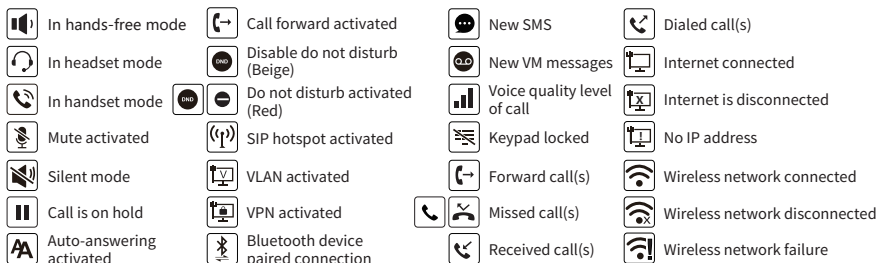 In hands-free mode
In headset mode
In handset mode
Mute activated
Silent mode
Call is on hold
AA Auto-answering
activated
Call forward activated
DND Disable do not disturb
(Beige)
DND Do not disturb activated
(Red)
SIP hotspot activated
V VLAN activated
VPN activated
Bluetooth device
paired connection
New SMS
New VM messages
Voice quality level
of call
Keypad locked
Forward call(s)
Missed call(s)
Received call(s)
Dialed call(s)
Internet connected
x Internet is disconnected
! No IP address
Wireless network connected
x Wireless network disconnected
! Wireless network failure